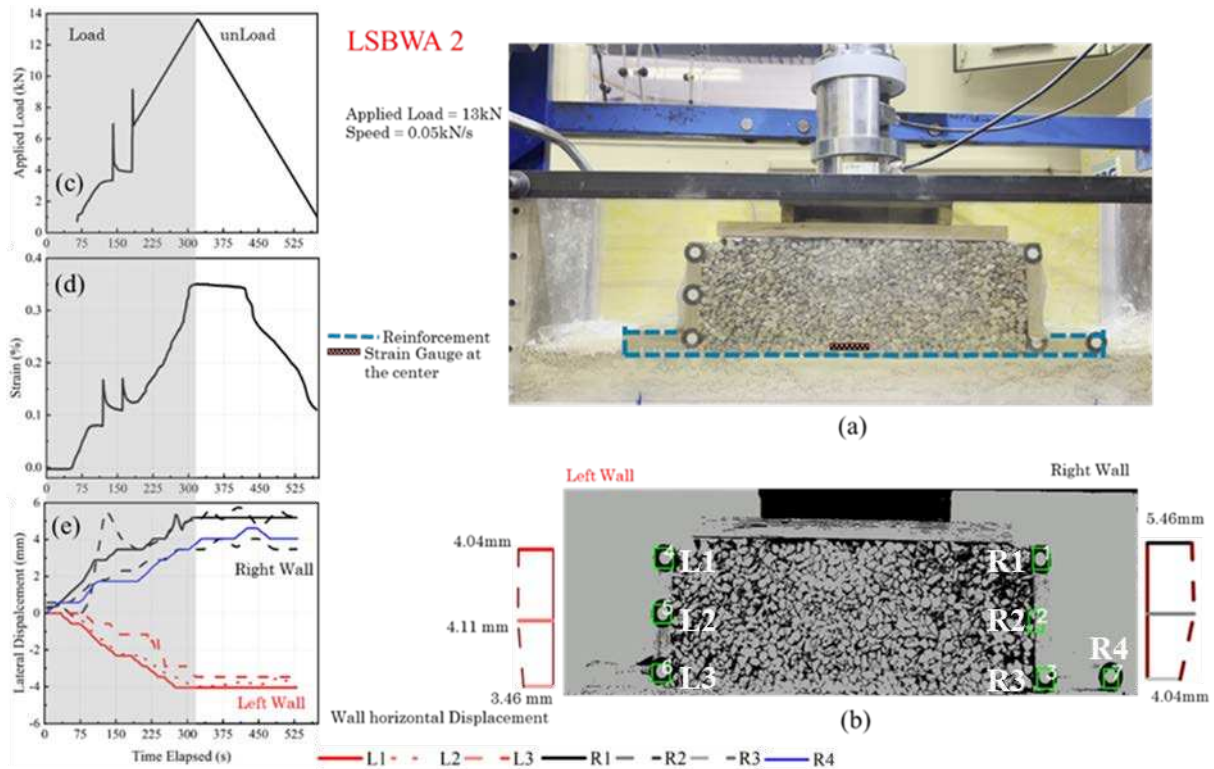 LSBWA 2
Applied Load = 13kN
Speed = 0.05kN/s
Load
unLoad
(c)
Applied Load (kN)
14
12
10
8
6
4
2
0
0 75 150 225 300 375 450 525
(d)
Strain (%)
0.4
0.3
0.2
0.1
0.0
0 75 150 225 300 375 450 525
Reinforcement
Strain Gauge at
the center
(a)
(e)
Lateral Dispalcement (mm)
6
4
2
0
-2
-4
-6
Right Wall
Left Wall
0 75 150 225 300 375 450 525
Time Elapsed (s)
Left Wall
Right Wall
4.04mm
4.11 mm
3.46 mm
Wall horizontal Displacement
L1
L2
L3
R1
R2
R3
R4
5.46mm
4.04mm
(b)
L1 L2 L3 R1 R2 R3 R4